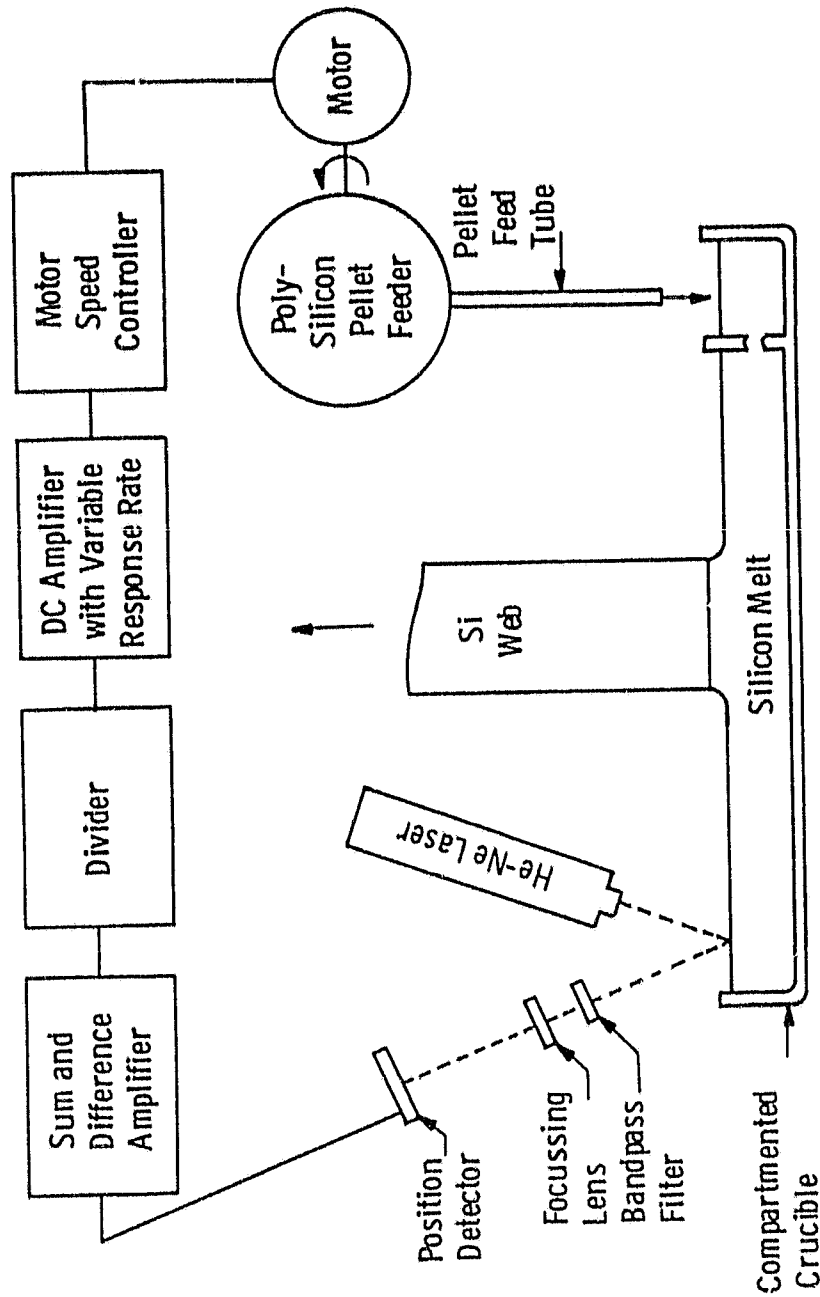 Sum and
Difference
Amplifier
Divider
DC Amplifier
with Variable
Response Rate
Motor
Speed
Controller
Motor
Poly-
Silicon
Pellet
Feeder
Pellet
Feed
Tube
Si
Web
He-Ne Laser
Position
Detector
Focussing
Lens
Bandpass
Filter
Silicon Melt
Compartmented
Crucible